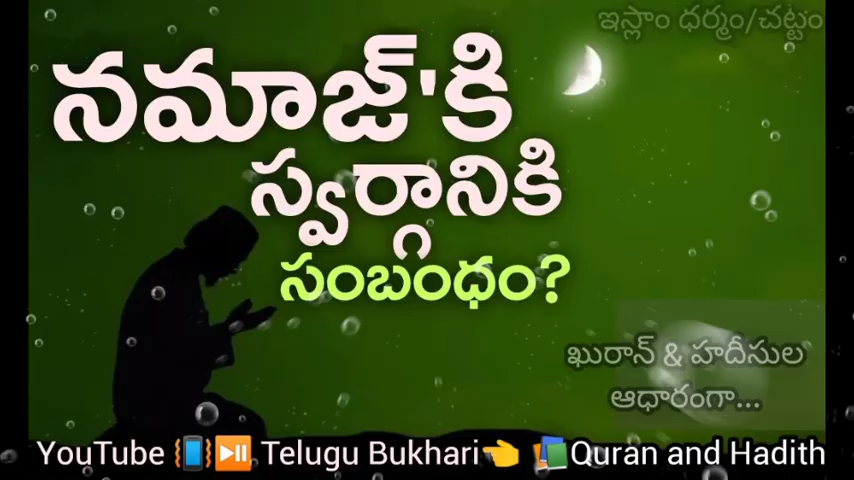 ఇస్లాం ధర్మం/చట్టం
నమాజ్'కి
స్వర్గానికి
సంబంధం?
ఖురాన్ & హదీసుల
ఆధారంగా...
YouTube 📳⏯ Telugu Bukhari👈 📚Quran and Hadith